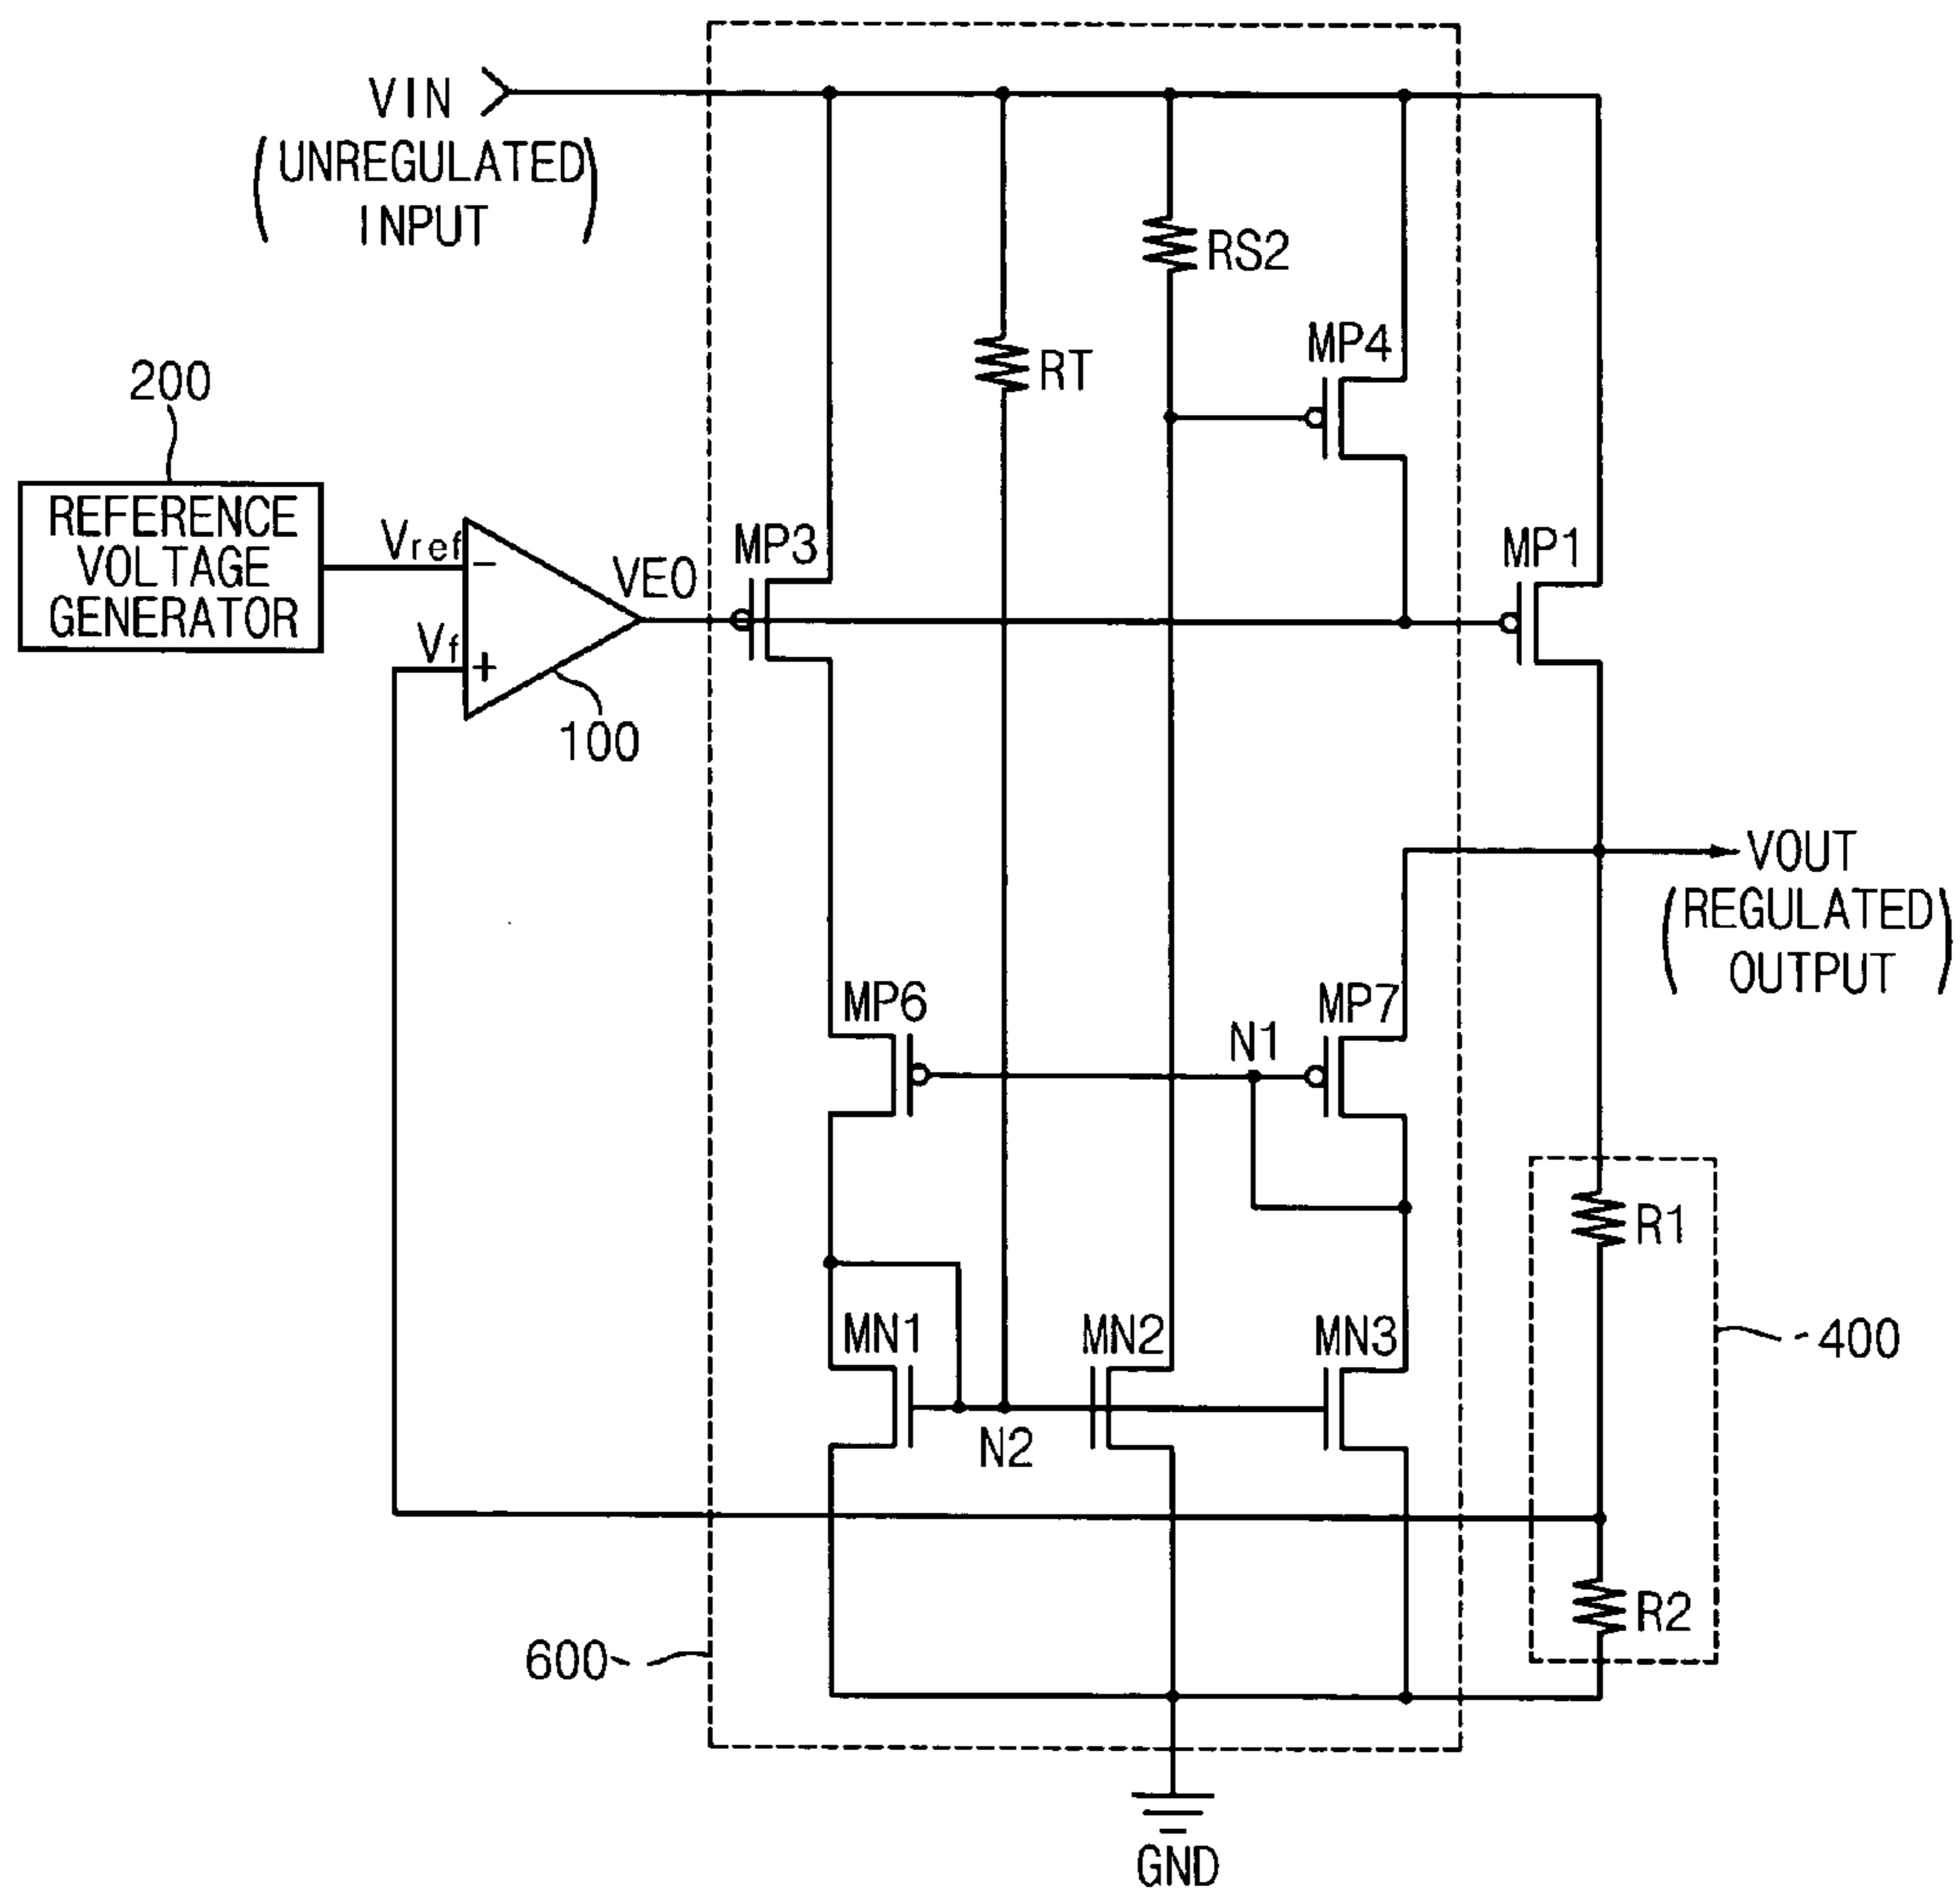 VIN
(UNREGULATED
INPUT)
RS2
MP4
RT
200
REFERENCE
VOLTAGE
GENERATOR
Vref
-
Vf
+
100
VEO
MP3
MP1
VOUT
(REGULATED
OUTPUT)
MP6
N1
MP7
R1
MN1
MN2
MN3
400
N2
R2
600
GND